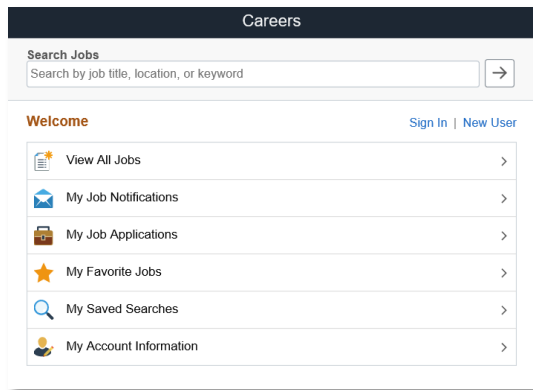 Careers
Search Jobs
Search by job title, location, or keyword
Welcome
Sign In | New User
View All Jobs
My Job Notifications
My Job Applications
My Favorite Jobs
My Saved Searches
My Account Information